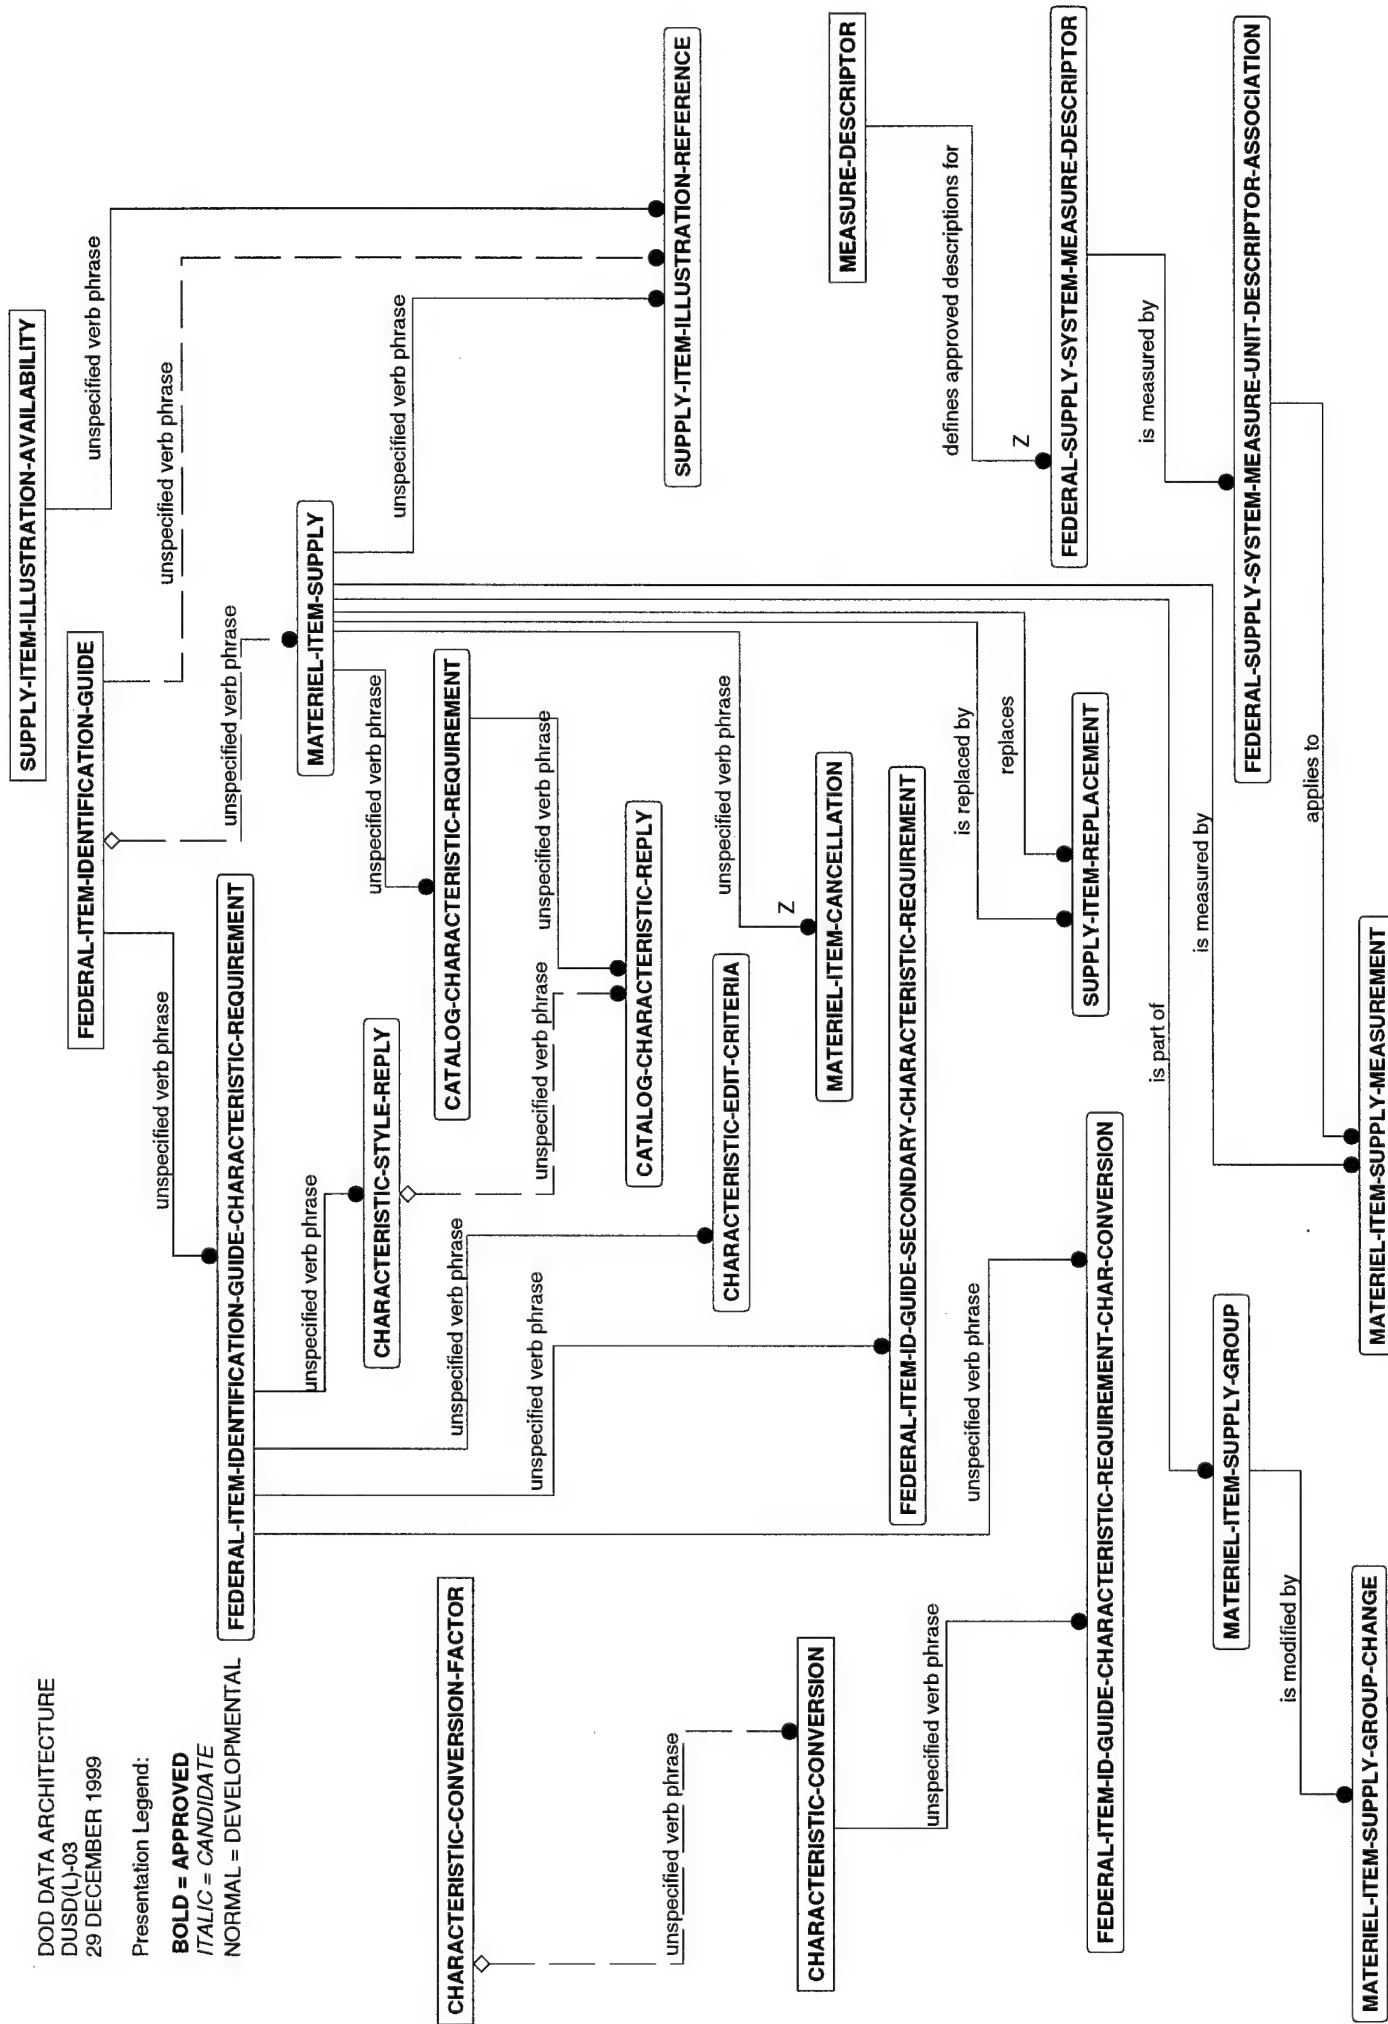 DOD DATA ARCHITECTURE
DUSD(L)-03
29 DECEMBER 1999
Presentation Legend:
BOLD = APPROVED
ITALIC = CANDIDATE
NORMAL = DEVELOPMENTAL
SUPPLY-ITEM-ILLUSTRATION-AVAILABILITY
unspecified verb phrase
FEDERAL-ITEM-IDENTIFICATION-GUIDE
unspecified verb phrase
unspecified verb phrase
unspecified verb phrase
FEDERAL-ITEM-IDENTIFICATION-GUIDE-CHARACTERISTIC-REQUIREMENT
MATERIEL-ITEM-SUPPLY
unspecified verb phrase
unspecified verb phrase
unspecified verb phrase
CHARACTERISTIC-STYLE-REPLY
CATALOG-CHARACTERISTIC-REQUIREMENT
CHARACTERISTIC-CONVERSION-FACTOR
unspecified verb phrase
unspecified verb phrase
unspecified verb phrase
unspecified verb phrase
CATALOG-CHARACTERISTIC-REPLY
SUPPLY-ITEM-ILLUSTRATION-REFERENCE
unspecified verb phrase
unspecified verb phrase
CHARACTERISTIC-EDIT-CRITERIA
Z
CHARACTERISTIC-CONVERSION
MATERIEL-ITEM-CANCELLATION
MEASURE-DESCRIPTOR
FEDERAL-ITEM-ID-GUIDE-SECONDARY-CHARACTERISTIC-REQUIREMENT
unspecified verb phrase
unspecified verb phrase
is replaced by
replaces
defines approved descriptions for
Z
FEDERAL-ITEM-ID-GUIDE-CHARACTERISTIC-REQUIREMENT-CHAR-CONVERSION
SUPPLY-ITEM-REPLACEMENT
FEDERAL-SUPPLY-SYSTEM-MEASURE-DESCRIPTOR
is part of
is measured by
is measured by
MATERIEL-ITEM-SUPPLY-GROUP
FEDERAL-SUPPLY-SYSTEM-MEASURE-UNIT-DESCRIPTOR-ASSOCIATION
is modified by
applies to
MATERIEL-ITEM-SUPPLY-GROUP-CHANGE
MATERIEL-ITEM-SUPPLY-MEASUREMENT